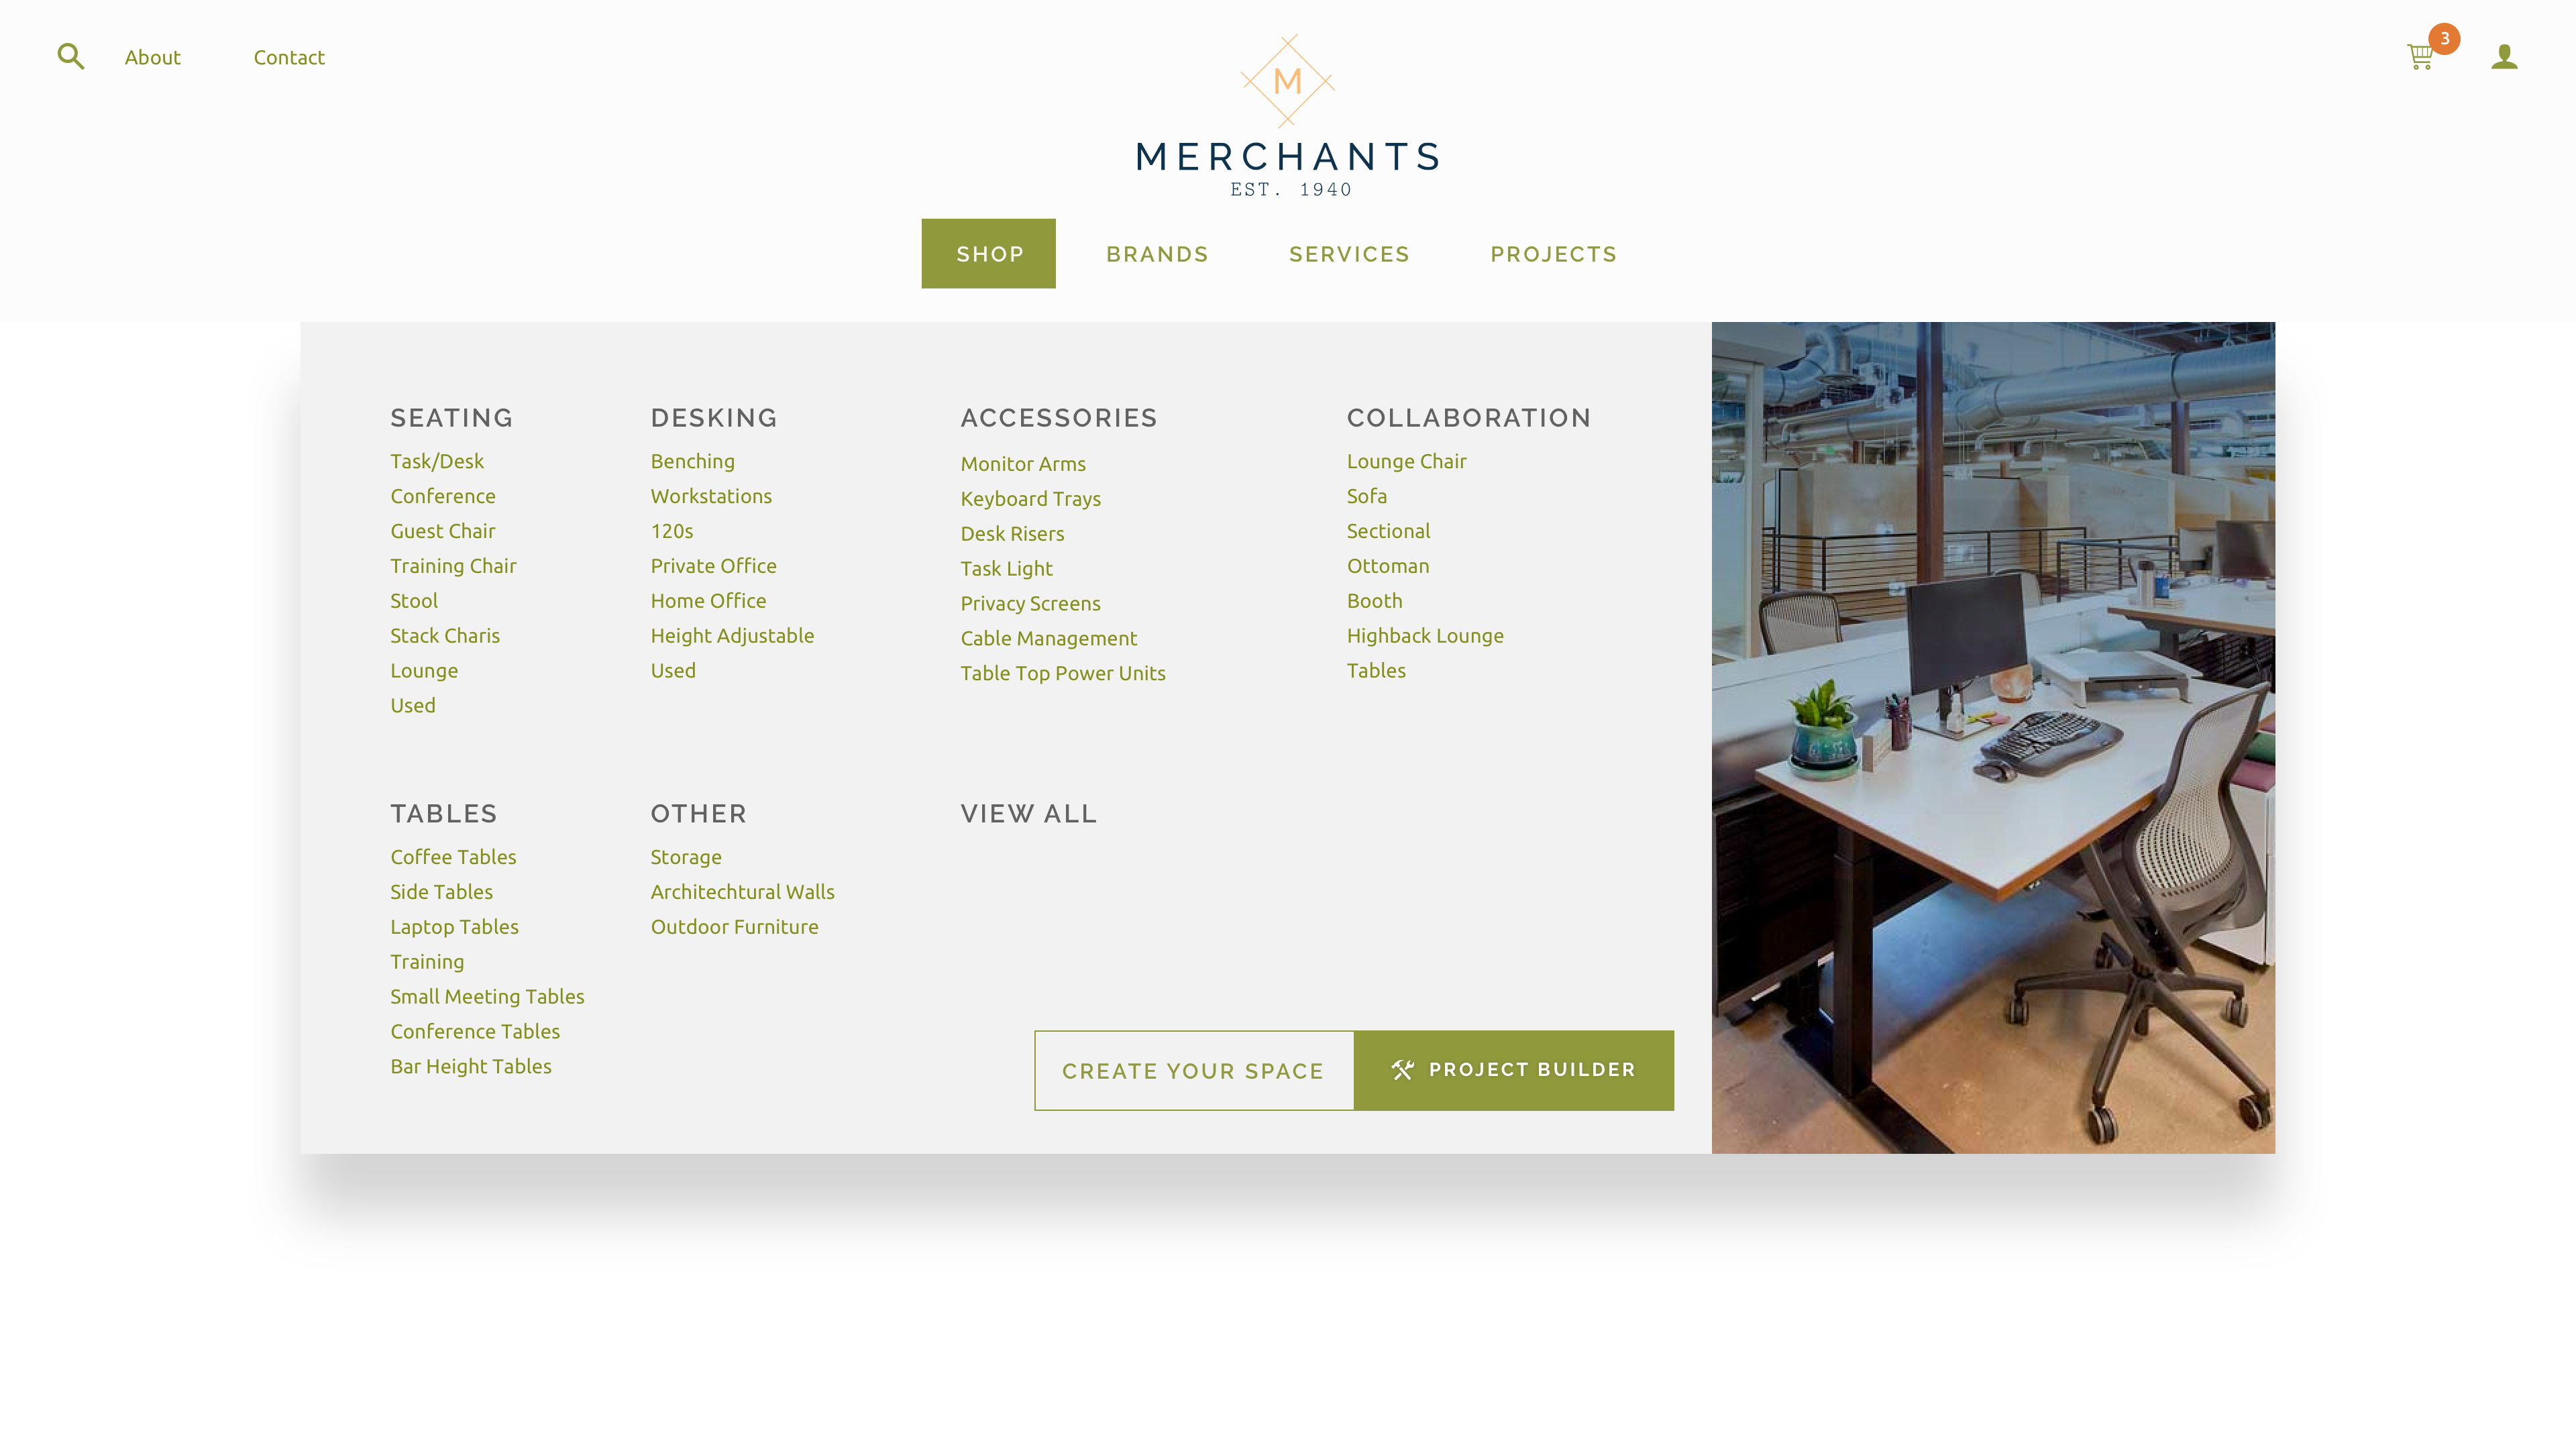 About
Contact
3
M
MERCHANTS
EST. 1940
SHOP
BRANDS
SERVICES
PROJECTS
SEATING
Task/Desk
Conference
Guest Chair
Training Chair
Stool
Stack Charis
Lounge
Used
DESKING
Benching
Workstations
120s
Private Office
Home Office
Height Adjustable
Used
ACCESSORIES
Monitor Arms
Keyboard Trays
Desk Risers
Task Light
Privacy Screens
Cable Management
Table Top Power Units
COLLABORATION
Lounge Chair
Sofa
Sectional
Ottoman
Booth
Highback Lounge
Tables
TABLES
Coffee Tables
Side Tables
Laptop Tables
Training
Small Meeting Tables
Conference Tables
Bar Height Tables
OTHER
Storage
Architechtural Walls
Outdoor Furniture
VIEW ALL
CREATE YOUR SPACE
PROJECT BUILDER